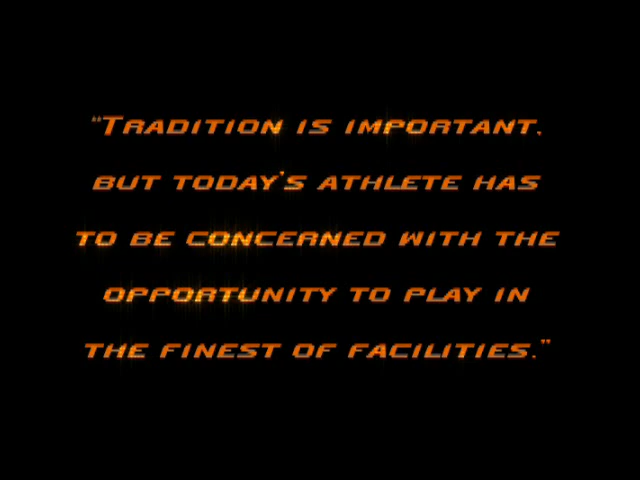 "TRADITION IS IMPORTANT,
BUT TODAY'S ATHLETE HAS
TO BE CONCERNED WITH THE
OPPORTUNITY TO PLAY IN
THE FINEST OF FACILITIES."